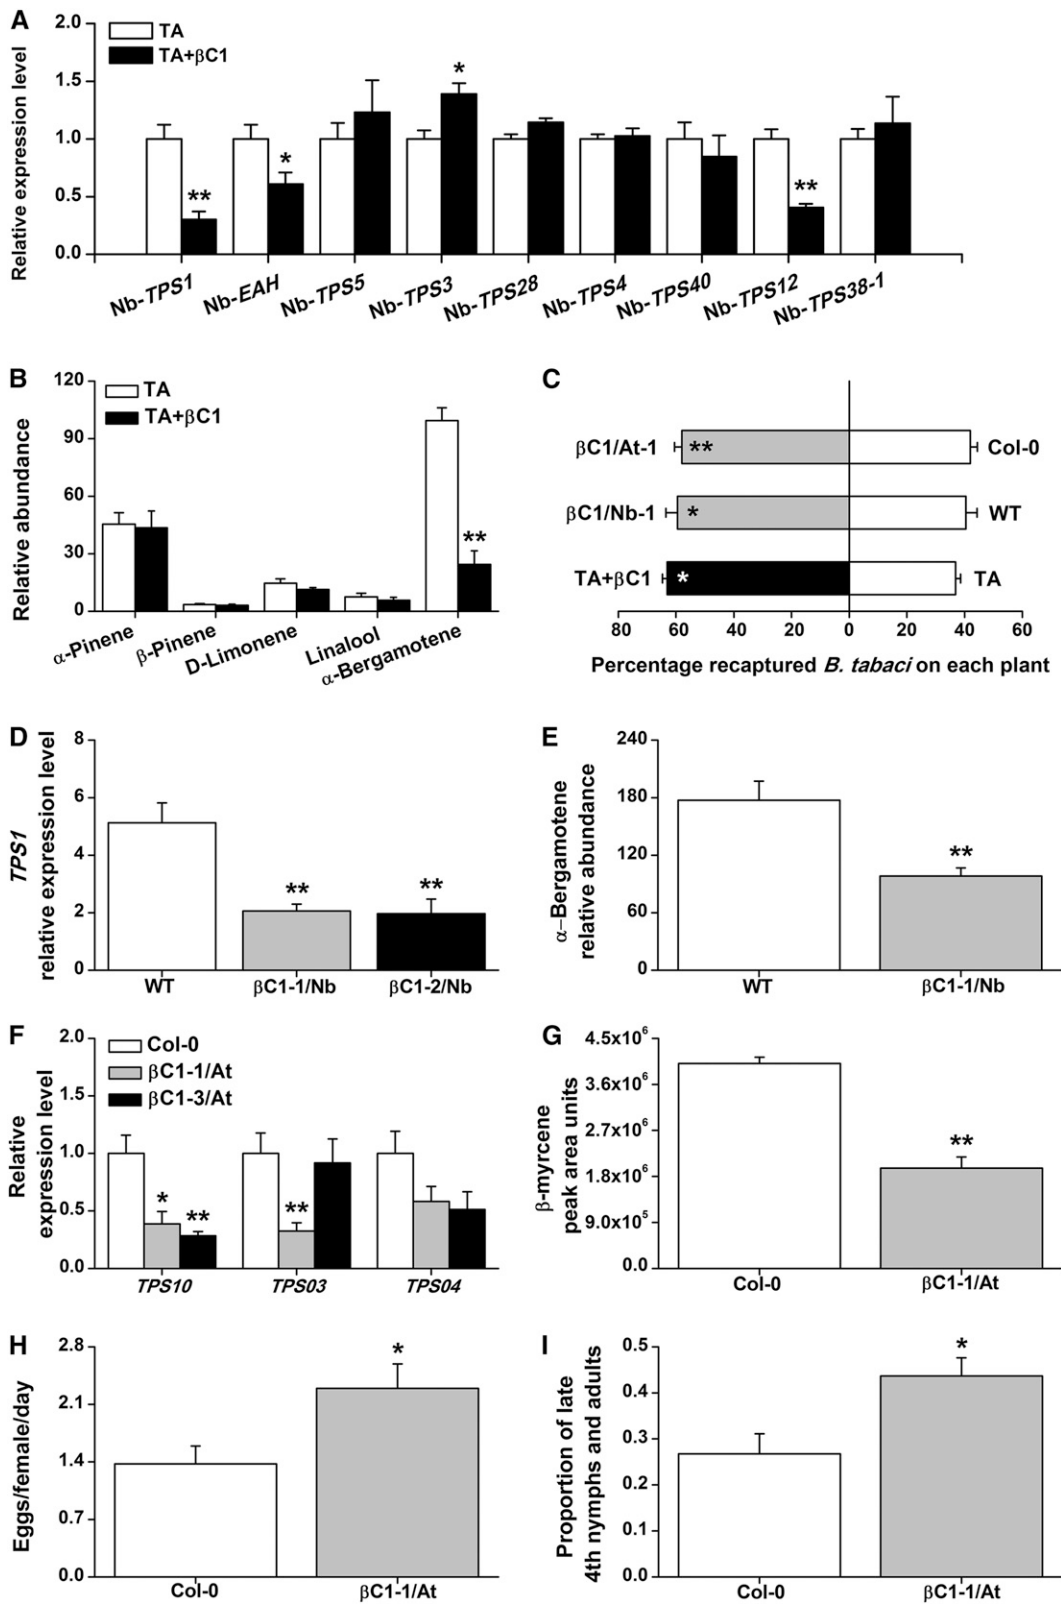 A
Relative expression level
2.0
1.5
1.0
0.5
0.0
TA
TA+βC1
**
*
*
**
Nb-TPS1
Nb-EAH
Nb-TPS5
Nb-TPS3
Nb-TPS28
Nb-TPS4
Nb-TPS40
Nb-TPS12
Nb-TPS38-1
B
Relative abundance
120
90
60
30
0
TA
TA+βC1
**
α-Pinene
β-Pinene
D-Limonene
Linalool
α-Bergamotene
C
βC1/At-1 ** Col-0
βC1/Nb-1 * WT
TA+βC1 * TA
80 60 40 20 0 20 40 60
Percentage recaptured B. tabaci on each plant
D
TPS1
relative expression level
8
6
4
2
0
**
**
WT βC1-1/Nb βC1-2/Nb
E
α–Bergamotene
relative abundance
240
180
120
60
0
**
WT βC1-1/Nb
F
Relative
expression level
2.0
1.5
1.0
0.5
0.0
Col-0
βC1-1/At
βC1-3/At
*
**
**
TPS10 TPS03 TPS04
G
β-myrcene
peak area units
4.5x10⁶
3.6x10⁶
2.7x10⁶
1.8x10⁶
9.0x10⁵
0.0
**
Col-0 βC1-1/At
H
Eggs/female/day
2.8
2.1
1.4
0.7
0.0
*
Col-0 βC1-1/At
I
Proportion of late
4th nymphs and adults
0.5
0.4
0.3
0.2
0.1
0.0
*
Col-0 βC1-1/At